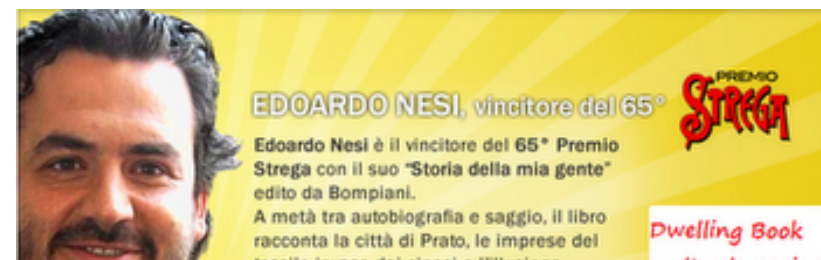 PREMIO
STREGA
EDOARDO NESI, vincitore del 65°
Edoardo Nesi è il vincitore del 65° Premio
Strega con il suo "Storia della mia gente"
edito da Bompiani.
A metà tra autobiografia e saggio, il libro
racconta la città di Prato, le imprese del
Dwelling Book